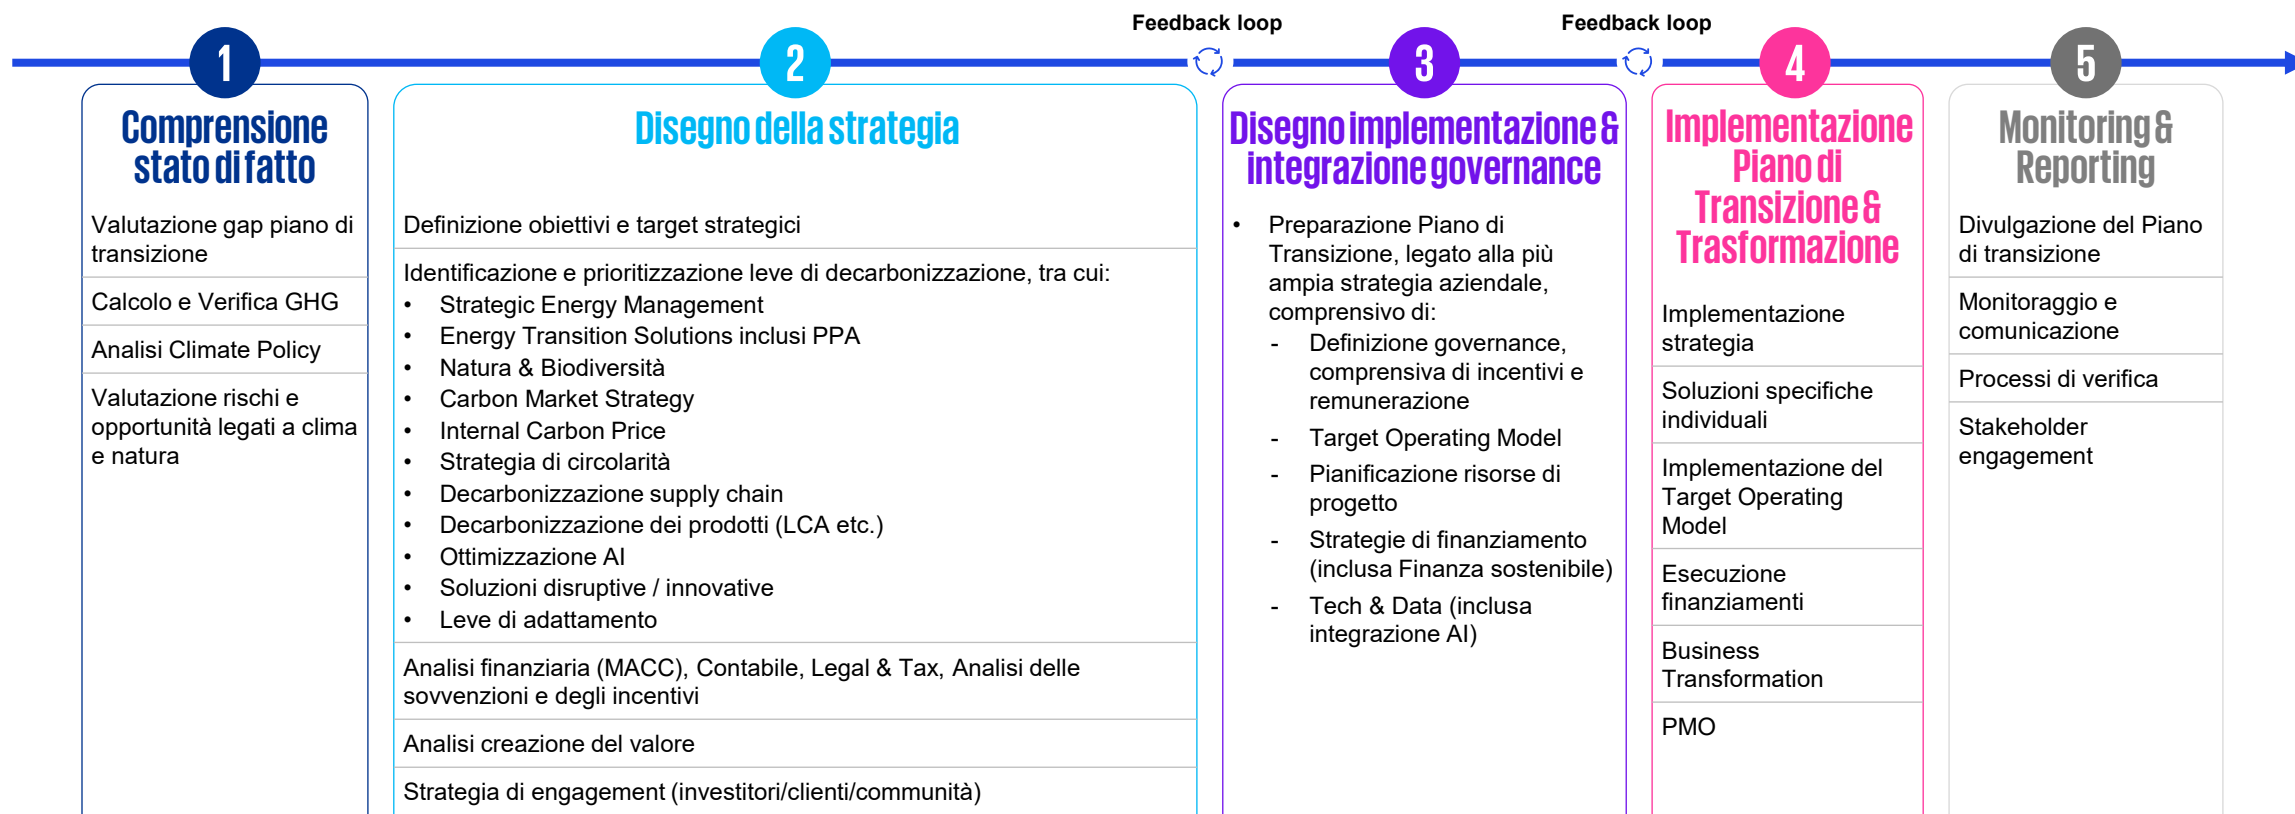 Feedback loop
Feedback loop
1
2
3
4
5
Comprensione
stato di fatto
Valutazione gap piano di
transizione
Calcolo e Verifica GHG
Analisi Climate Policy
Valutazione rischi e
opportunità legati a clima
e natura
Disegno della strategia
Definizione obiettivi e target strategici
Identificazione e prioritizzazione leve di decarbonizzazione, tra cui:
• Strategic Energy Management
• Energy Transition Solutions inclusi PPA
• Natura & Biodiversità
• Carbon Market Strategy
• Internal Carbon Price
• Strategia di circolarità
• Decarbonizzazione supply chain
• Decarbonizzazione dei prodotti (LCA etc.)
• Ottimizzazione AI
• Soluzioni disruptive / innovative
• Leve di adattamento
Analisi finanziaria (MACC), Contabile, Legal & Tax, Analisi delle
sovvenzioni e degli incentivi
Analisi creazione del valore
Strategia di engagement (investitori/clienti/communità)
Disegno implementazione &
integrazione governance
• Preparazione Piano di
Transizione, legato alla più
ampia strategia aziendale,
comprensivo di:
- Definizione governance,
comprensiva di incentivi e
remunerazione
- Target Operating Model
- Pianificazione risorse di
progetto
- Strategie di finanziamento
(inclusa Finanza sostenibile)
- Tech & Data (inclusa
integrazione AI)
Implementazione
Piano di
Transizione &
Trasformazione
Implementazione
strategia
Soluzioni specifiche
individuali
Implementazione del
Target Operating
Model
Esecuzione
finanziamenti
Business
Transformation
PMO
Monitoring &
Reporting
Divulgazione del Piano
di transizione
Monitoraggio e
comunicazione
Processi di verifica
Stakeholder
engagement